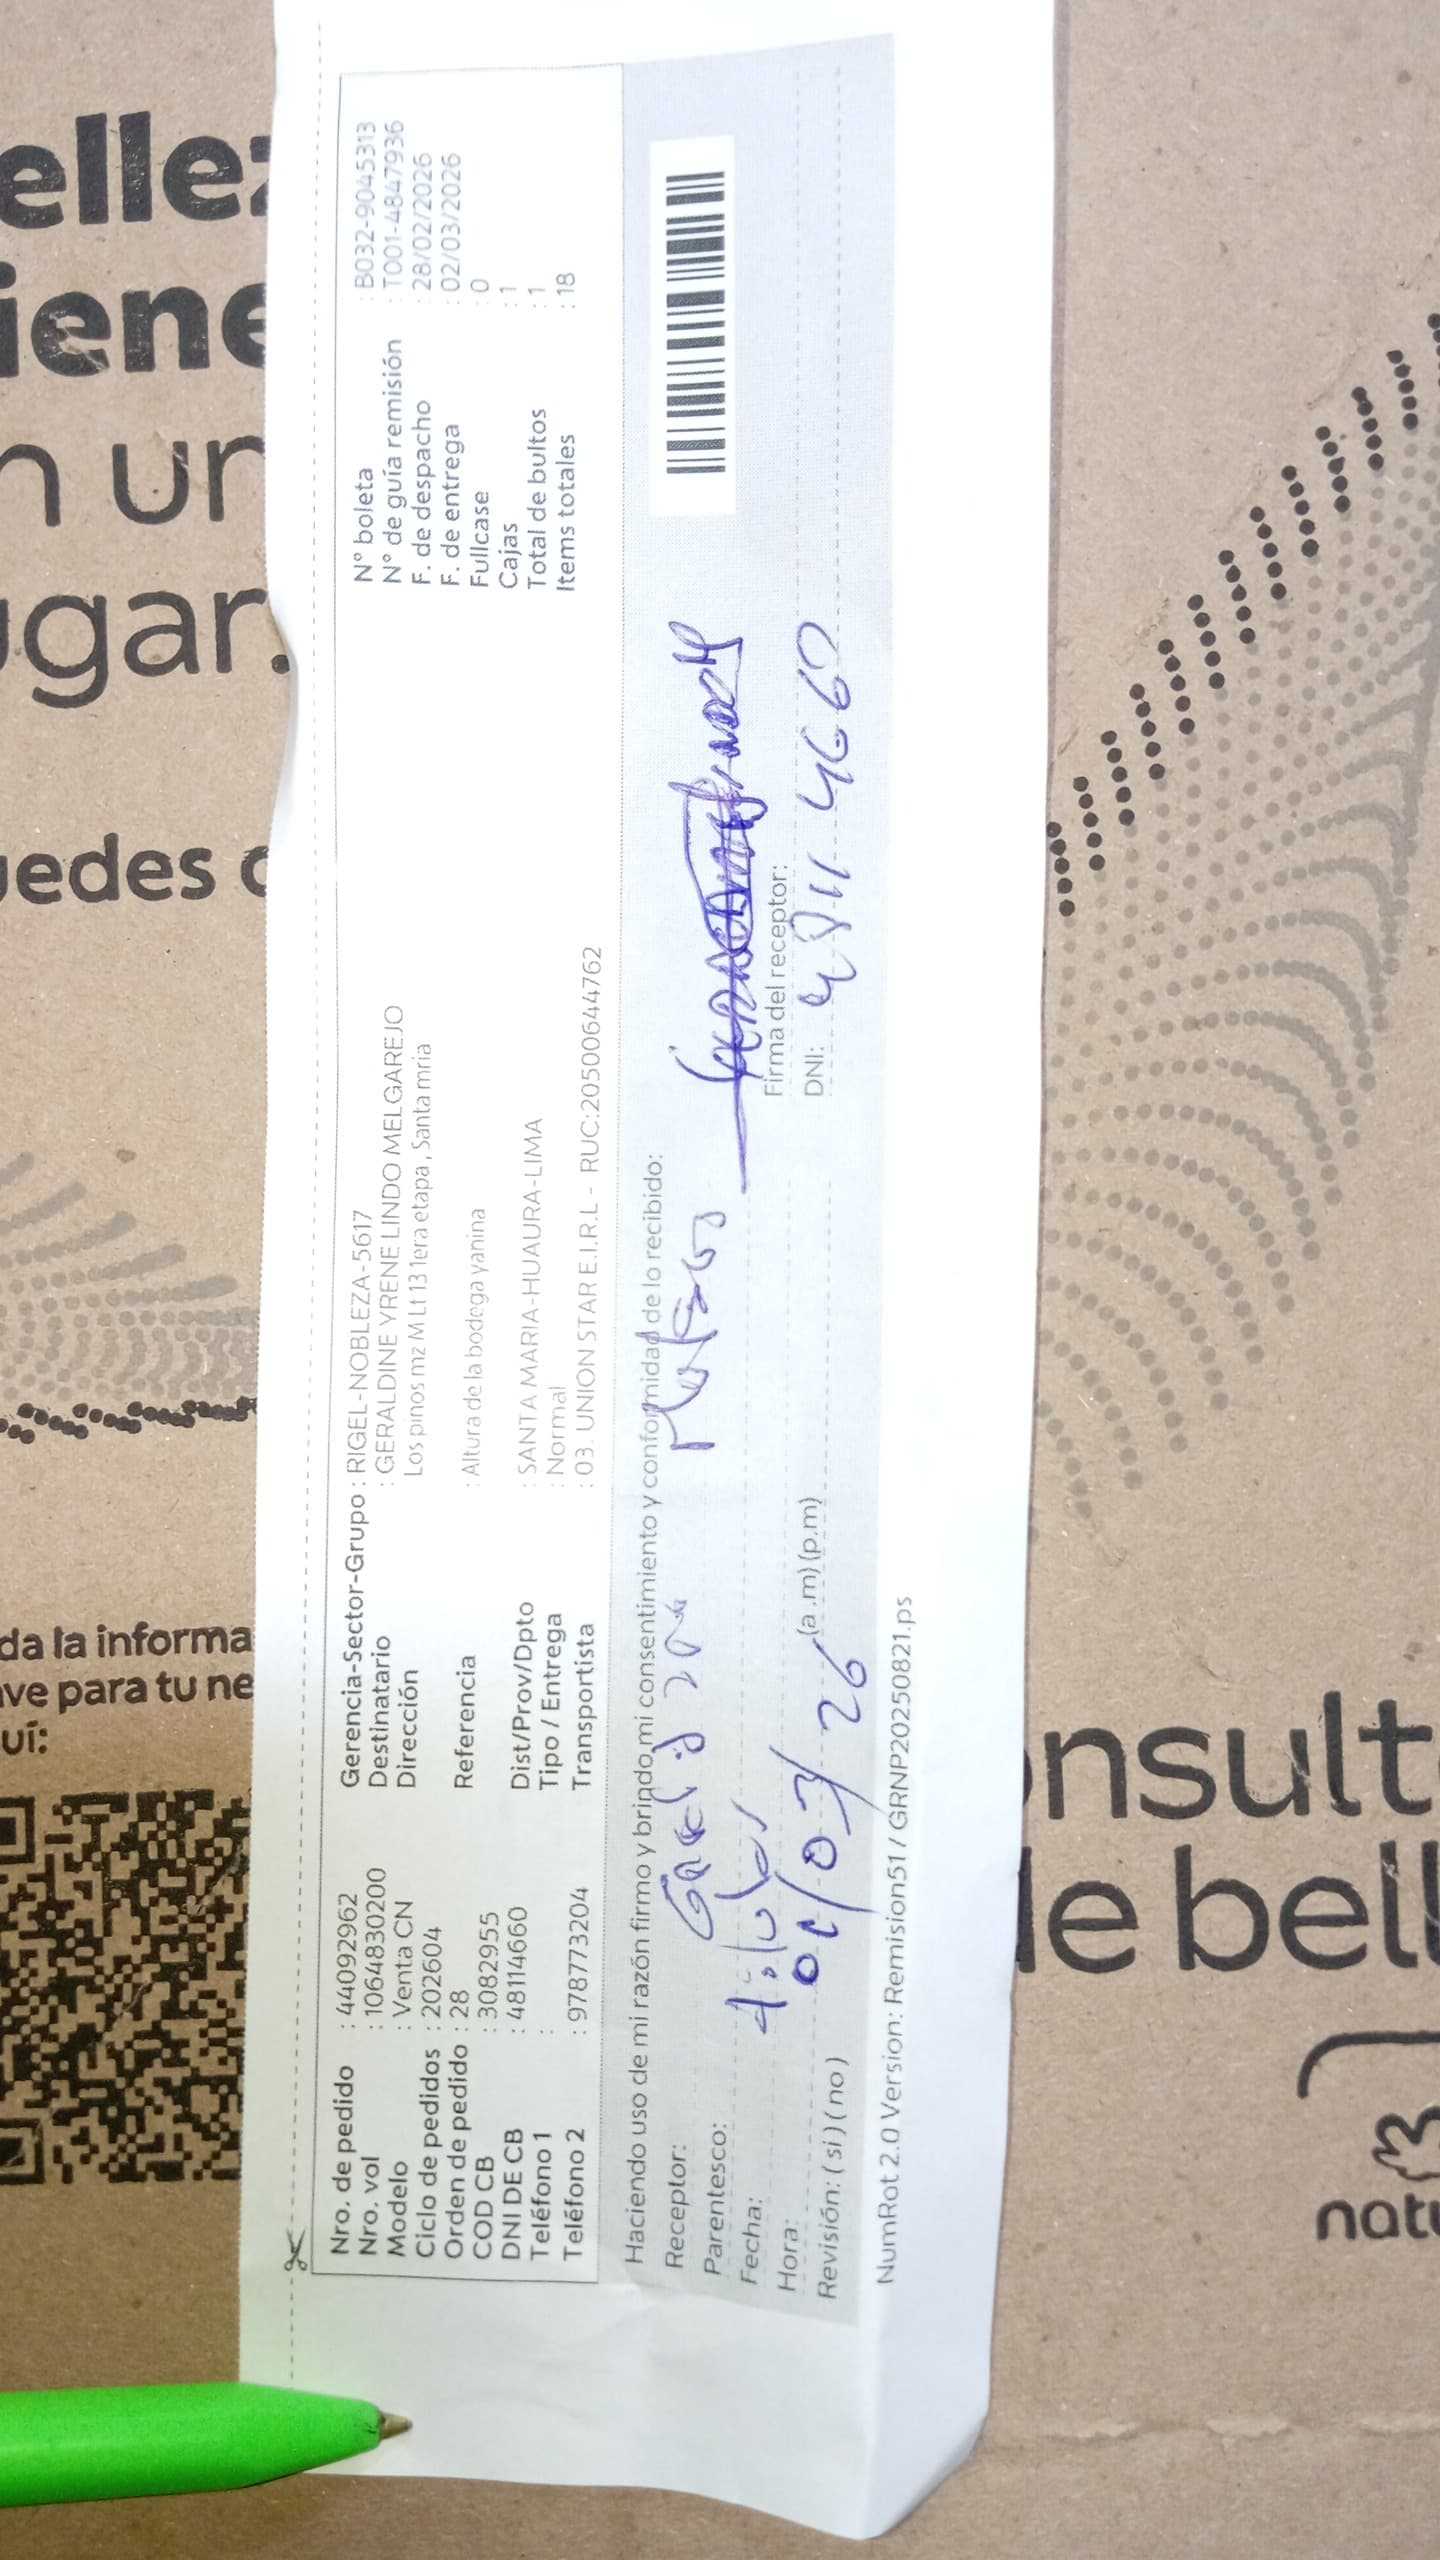 Nro. de pedido : 44092962
Nro. vol : 1064830200
Modelo : Venta CN
Ciclo de pedidos : 202604
Orden de pedido : 28
COD CB : 3082955
DNI DE CB : 48114660
Teléfono 1 :
Teléfono 2 : 978773204
Gerencia-Sector-Grupo : RIGEL-NOBLEZA-5617
Destinatario : GERALDINE YRENE LINDO MELGAREJO
Dirección Los pinos mz M Lt 13 1era etapa , Santa mria
Referencia : Altura de la bodega yanina
Dist/Prov/Dpto : SANTA MARIA-HUAURA-LIMA
Tipo / Entrega : Normal
Transportista : 03. UNION STAR E.I.R.L - RUC:20500644762
N° boleta : B032-9045313
N° de guía remisión : T001-4847936
F. de despacho : 28/02/2026
F. de entrega : 02/03/2026
Fullcase : 0
Cajas : 1
Total de bultos : 1
Items totales : 18
Haciendo uso de mi razón firmo y brindo mi consentimiento y conformidad de lo recibido:
Receptor:
Parentesco:
Fecha:
Hora: /03/26 (a .m) (p.m)
Revisión: ( si ) ( no )
Firma del receptor:
DNI: 48114660
NumRot 2.0 Version: Remision51 / GRNP20250821.ps
ellez
iene
n un
ugar.
uedes
da la informa
ave para tu ne
uí:
onsult
de bell
natu